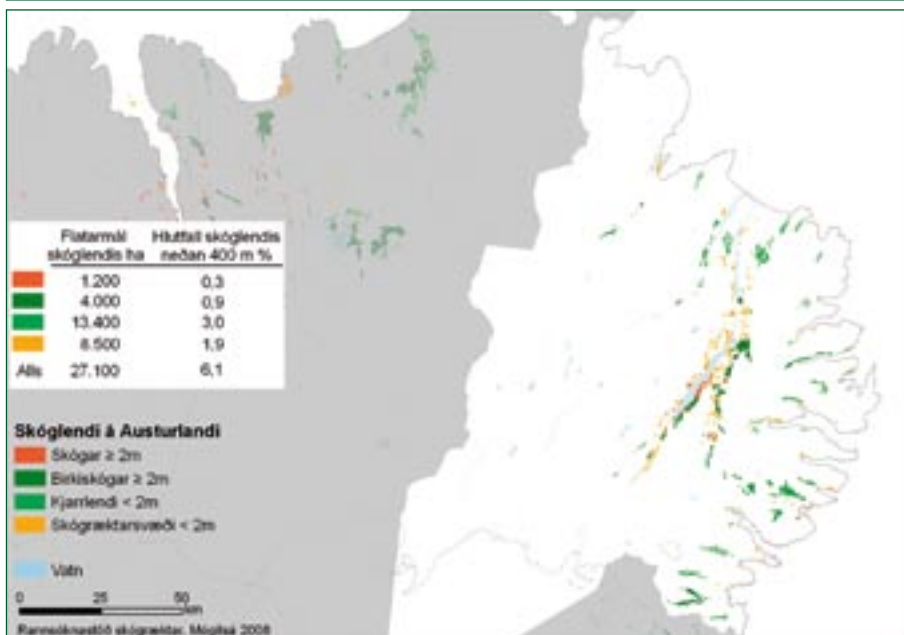 Flatarmál skóglendis ha	Hlutfall skóglendis neðan 400 m %
1.200	0,3
4.000	0,9
13.400	3,0
8.500	1,9
Alls	27.100	6,1
Skóglendi á Austurlandi
Skógar ≥ 2m
Birkiskógar ≥ 2m
Kjarrlendi < 2m
Skógræktarsvæði < 2m
Vatn
0	25	50
km
Rannsóknastöð skógræktar, Mógilsá 2008